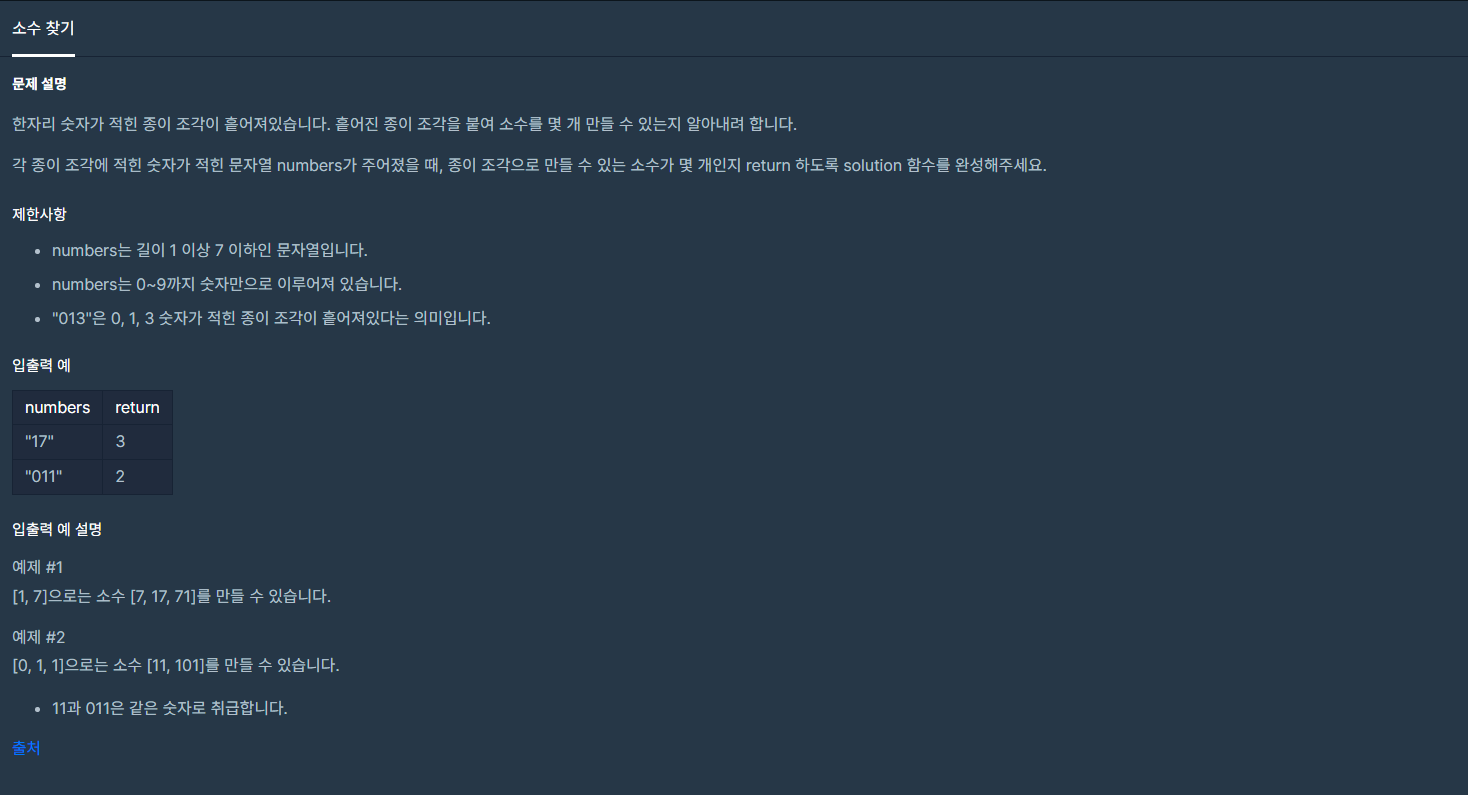 소수 찾기
문제 설명
한자리 숫자가 적힌 종이 조각이 흩어져있습니다. 흩어진 종이 조각을 붙여 소수를 몇 개 만들 수 있는지 알아내려 합니다.
각 종이 조각에 적힌 숫자가 적힌 문자열 numbers가 주어졌을 때, 종이 조각으로 만들 수 있는 소수가 몇 개인지 return 하도록 solution 함수를 완성해주세요.
제한사항
• numbers는 길이 1 이상 7 이하인 문자열입니다.
• numbers는 0~9까지 숫자만으로 이루어져 있습니다.
• "013"은 0, 1, 3 숫자가 적힌 종이 조각이 흩어져있다는 의미입니다.
입출력 예
numbers return
"17" 3
"011" 2
입출력 예 설명
예제 #1
[1, 7]으로는 소수 [7, 17, 71]를 만들 수 있습니다.
예제 #2
[0, 1, 1]으로는 소수 [11, 101]를 만들 수 있습니다.
• 11과 011은 같은 숫자로 취급합니다.
출처